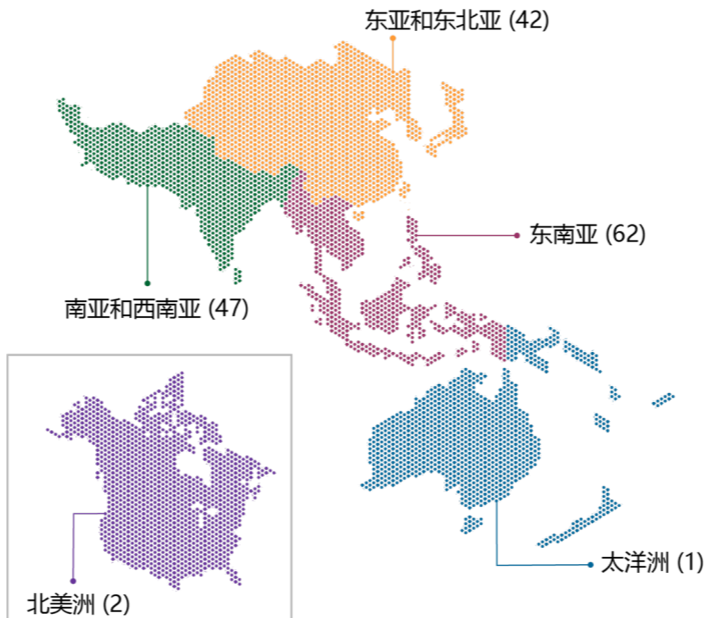 东亚和东北亚 (42)
东南亚 (62)
南亚和西南亚 (47)
太洋洲 (1)
北美洲 (2)